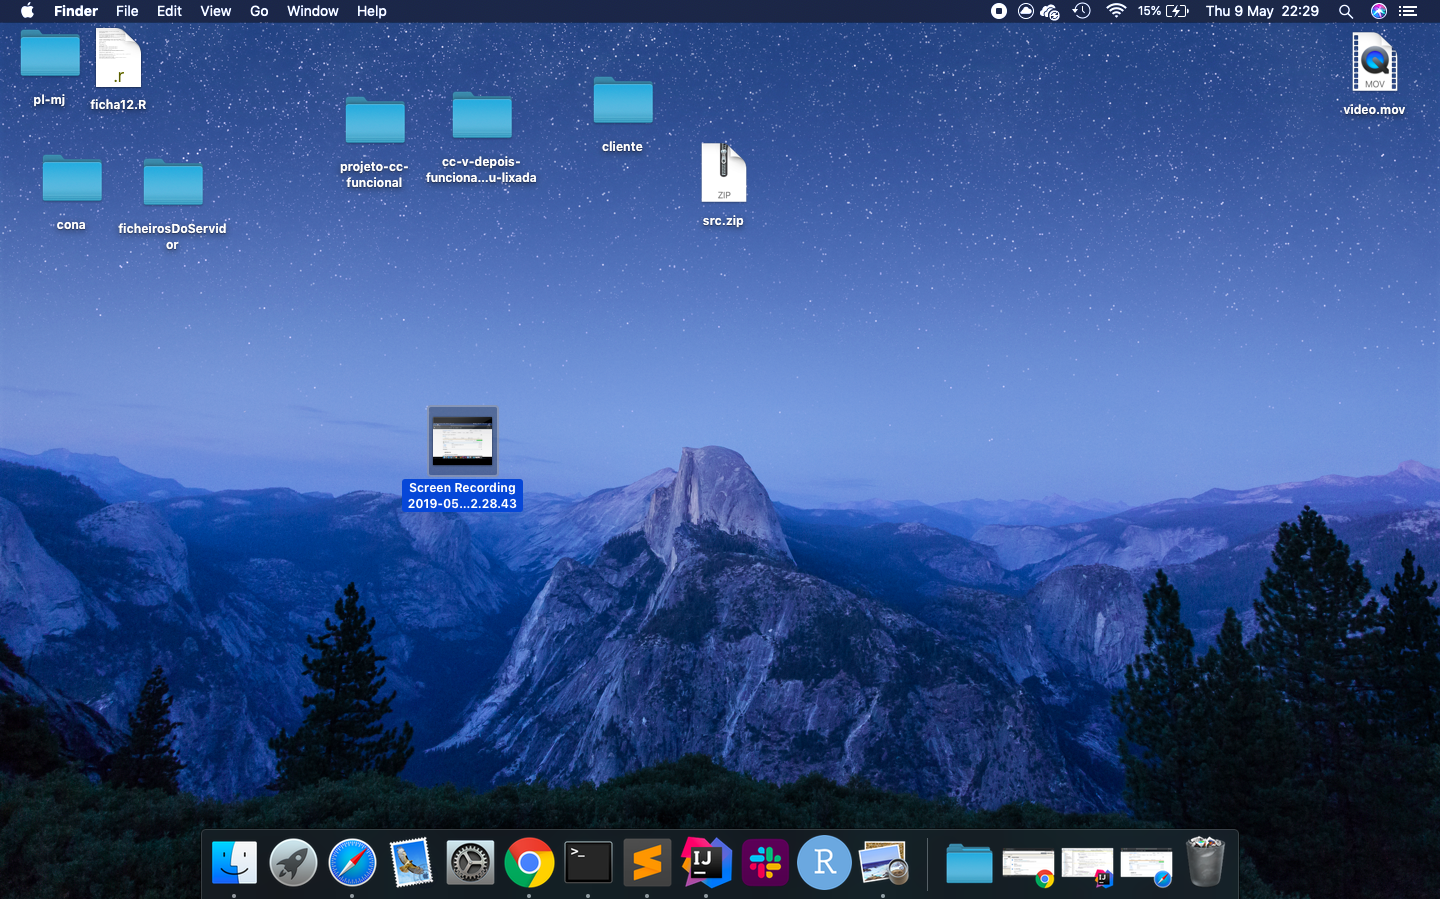 Finder File Edit View Go Window Help
15% Thu 9 May 22:29
pl-mj
.r
ficha12.R
projeto-cc-
funcional
cc-v-depois-
funciona...u-lixada
cliente
MOV
video.mov
cona
ficheirosDoServid
or
ZIP
src.zip
Screen Recording
2019-05...2.28.43
>_
IJ
R